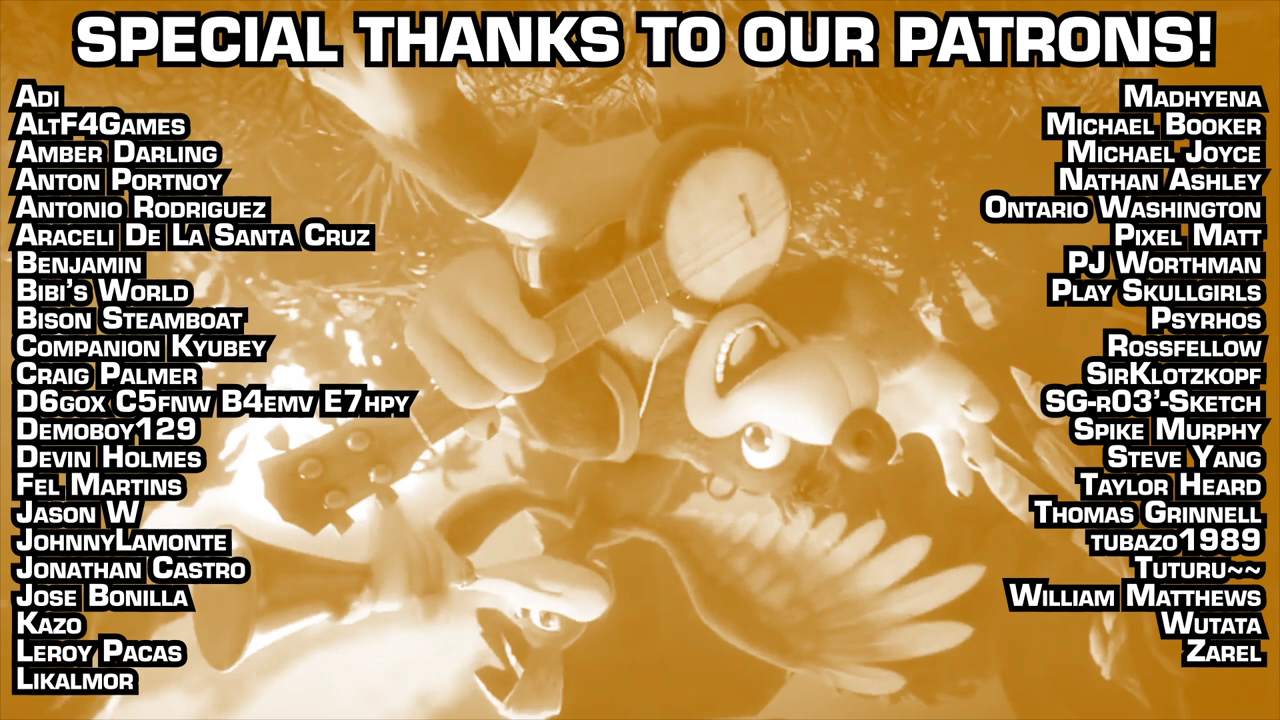 SPECIAL THANKS TO OUR PATRONS!
Adi
AltF4Games
Amber Darling
Anton Portnoy
Antonio Rodriguez
Araceli De La Santa Cruz
Benjamin
Bibi's World
Bison Steamboat
Companion Kyubey
Craig Palmer
D6gox C5fnw B4emv E7hpy
Demoboy129
Devin Holmes
Fel Martins
Jason W
JohnnyLamonte
Jonathan Castro
Jose Bonilla
Kazo
Leroy Pacas
Likalmor
Madhyena
Michael Booker
Michael Joyce
Nathan Ashley
Ontario Washington
Pixel Matt
PJ Worthman
Play Skullgirls
Psyrhos
Rossfellow
SirKlotzkopf
SG-r03'-Sketch
Spike Murphy
Steve Yang
Taylor Heard
Thomas Grinnell
tubazo1989
Tuturu~~
William Matthews
Wutata
Zarel